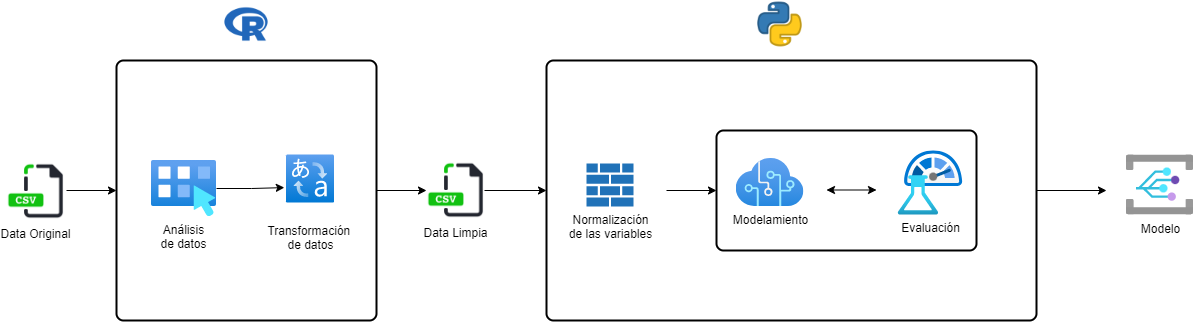 R
CSV
Data Original
Análisis
de datos
あ
a
Transformación
de datos
CSV
Data Limpia
Normalización
de las variables
Modelamiento
Evaluación
Modelo